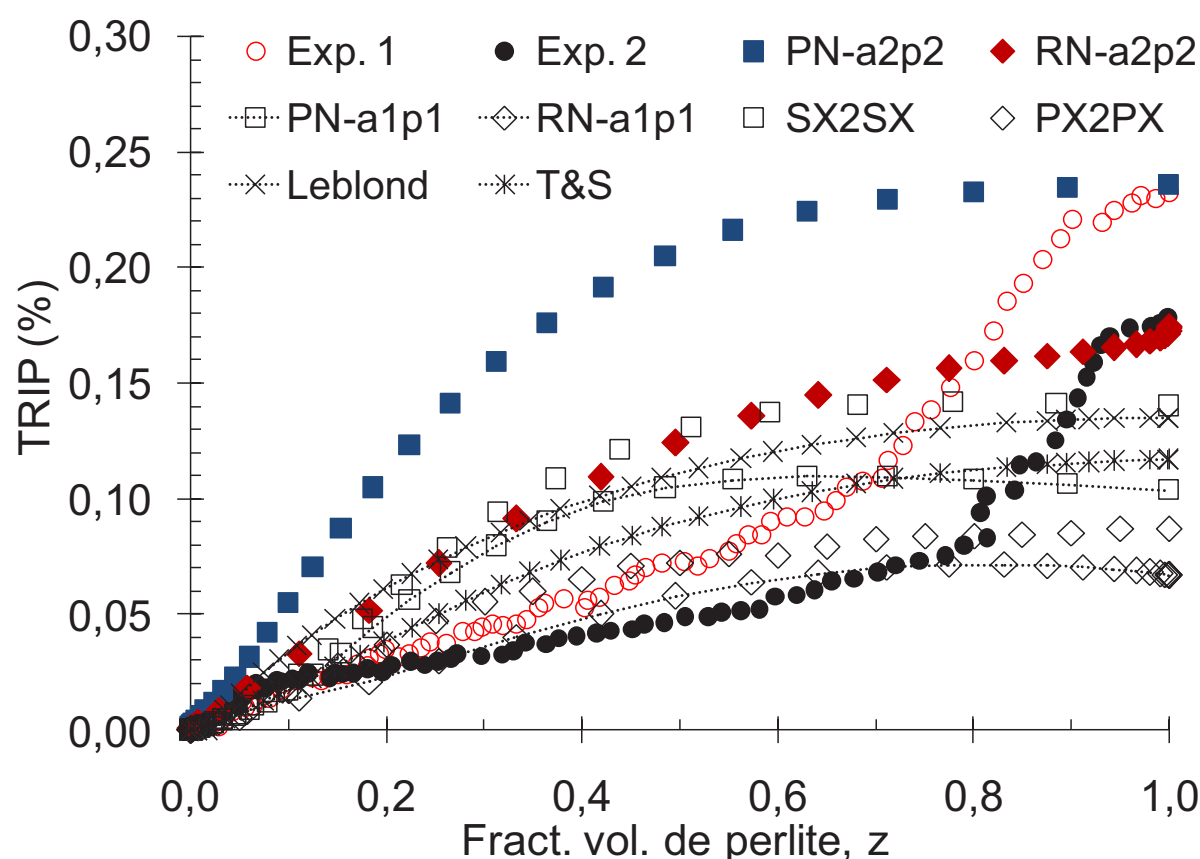 0,30
Exp. 1 Exp. 2 PN-a2p2 RN-a2p2
PN-a1p1 RN-a1p1 SX2SX PX2PX
Leblond T&S
0,25
0,20
0,15
0,10
0,05
0,00
TRIP (%)
0,0 0,2 0,4 0,6 0,8 1,0
Fract. vol. de perlite, z